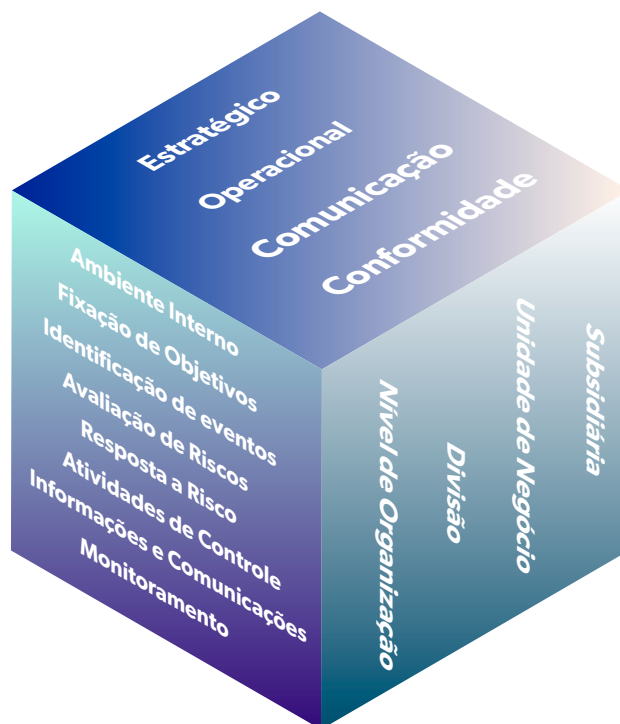 Estratégico
Operacional
Comunicação
Conformidade
Ambiente Interno
Fixação de Objetivos
Identificação de eventos
Avaliação de Riscos
Resposta a Risco
Atividades de Controle
Informações e Comunicações
Monitoramento
Nível de Organização
Divisão
Unidade de Negócio
Subsidiária